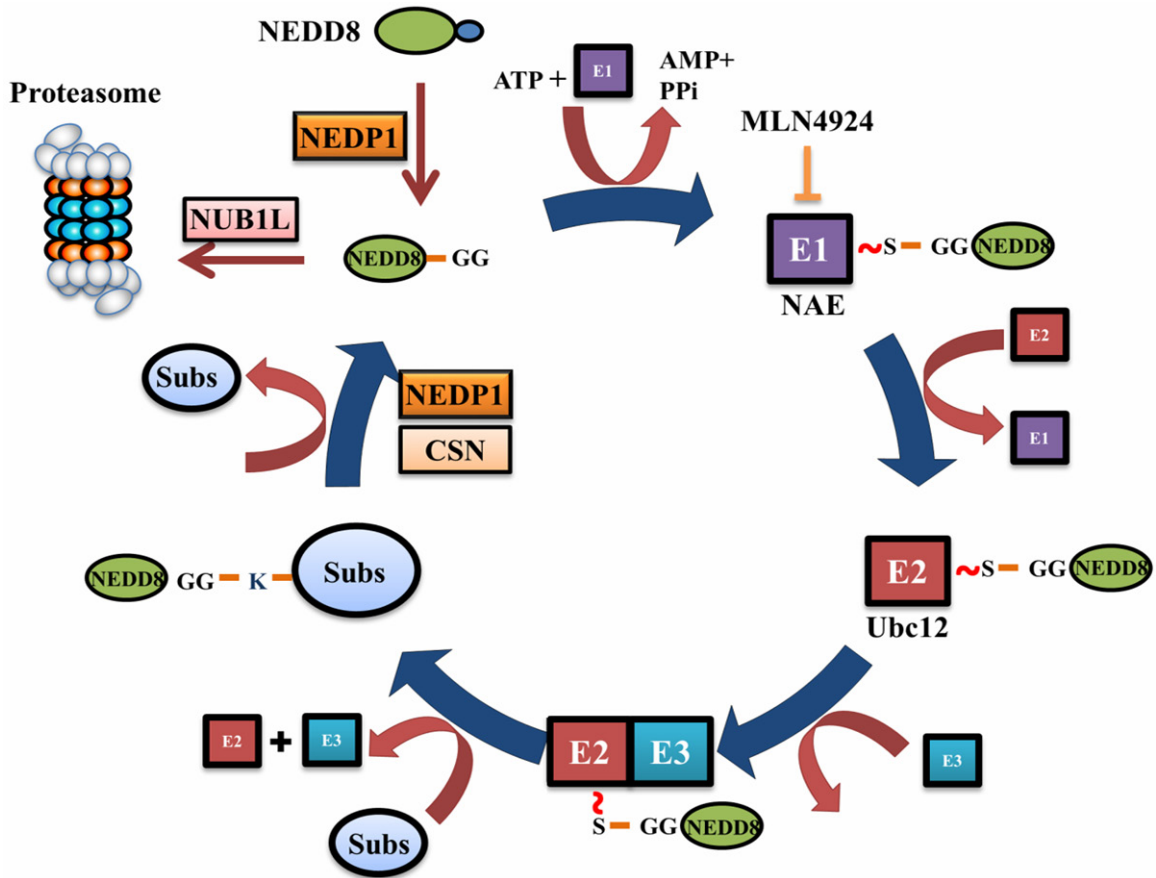 NEDD8
Proteasome
ATP +
E1
AMP+
PPi
MLN4924
NEDP1
NUB1L
NEDD8
GG
E1
S
GG
NEDD8
NAE
E2
E1
Subs
NEDP1
CSN
NEDD8
GG
K
Subs
E2
S
GG
NEDD8
Ubc12
E2
+
E3
E2
E3
E3
S
GG
NEDD8
Subs